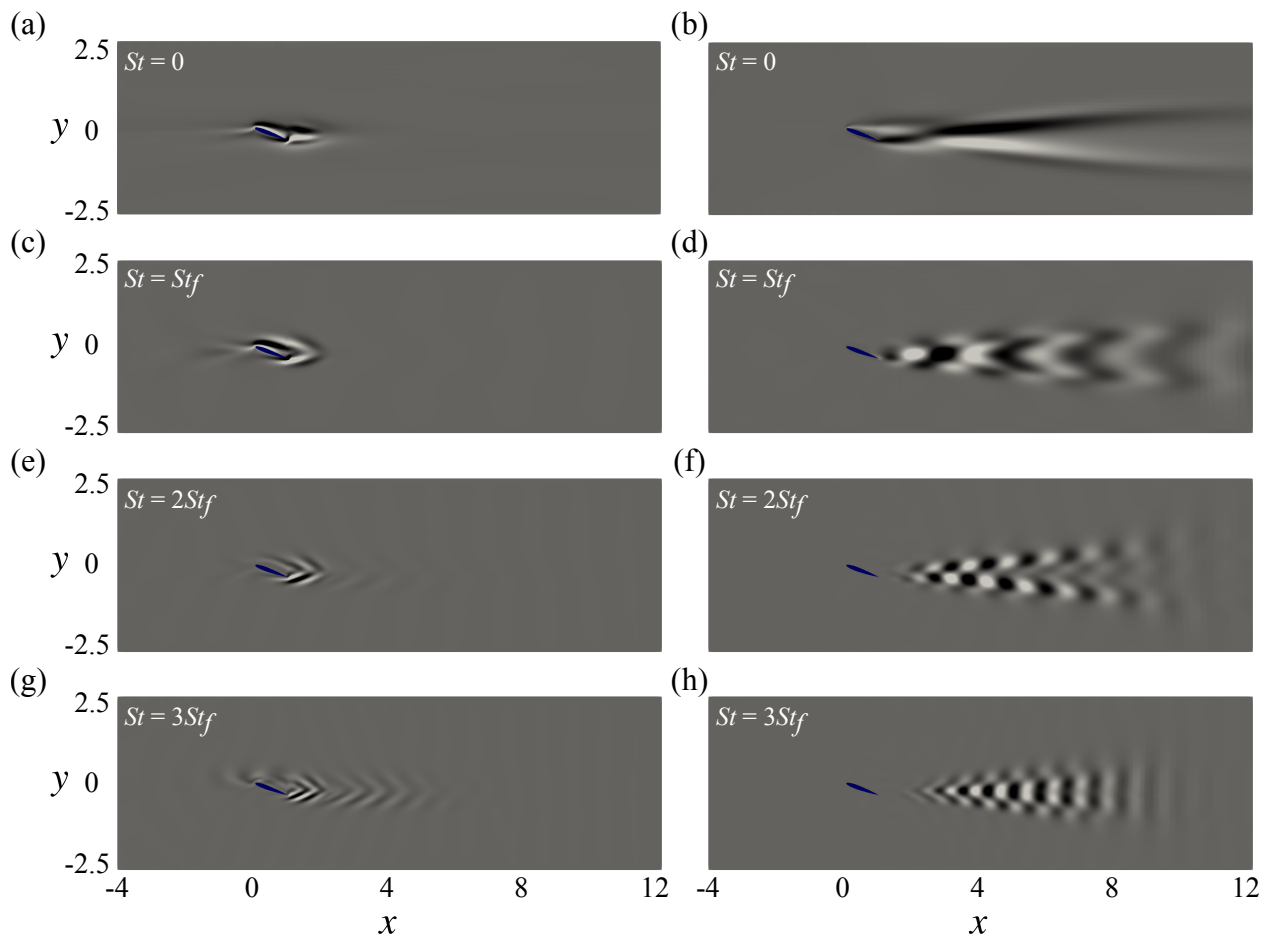 (a) (b)
2.5 St = 0 St = 0
y 0
-2.5
(c) (d)
2.5 St = Stf St = Stf
y 0
-2.5
(e) (f)
2.5 St = 2Stf St = 2Stf
y 0
-2.5
(g) (h)
2.5 St = 3Stf St = 3Stf
y 0
-2.5
-4 0 4 8 12 -4 0 4 8 12
x x